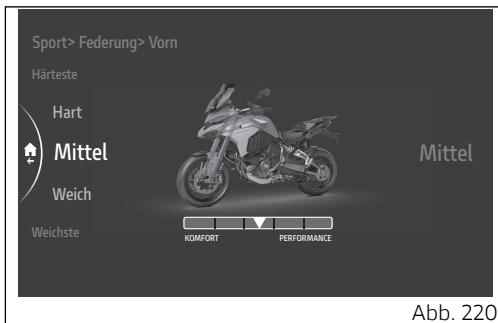 Sport> Federung> Vorn
Härteste
Hart
Mittel
Mittel
Weich
Weichste
KOMFORT PERFORMANCE
Abb. 220